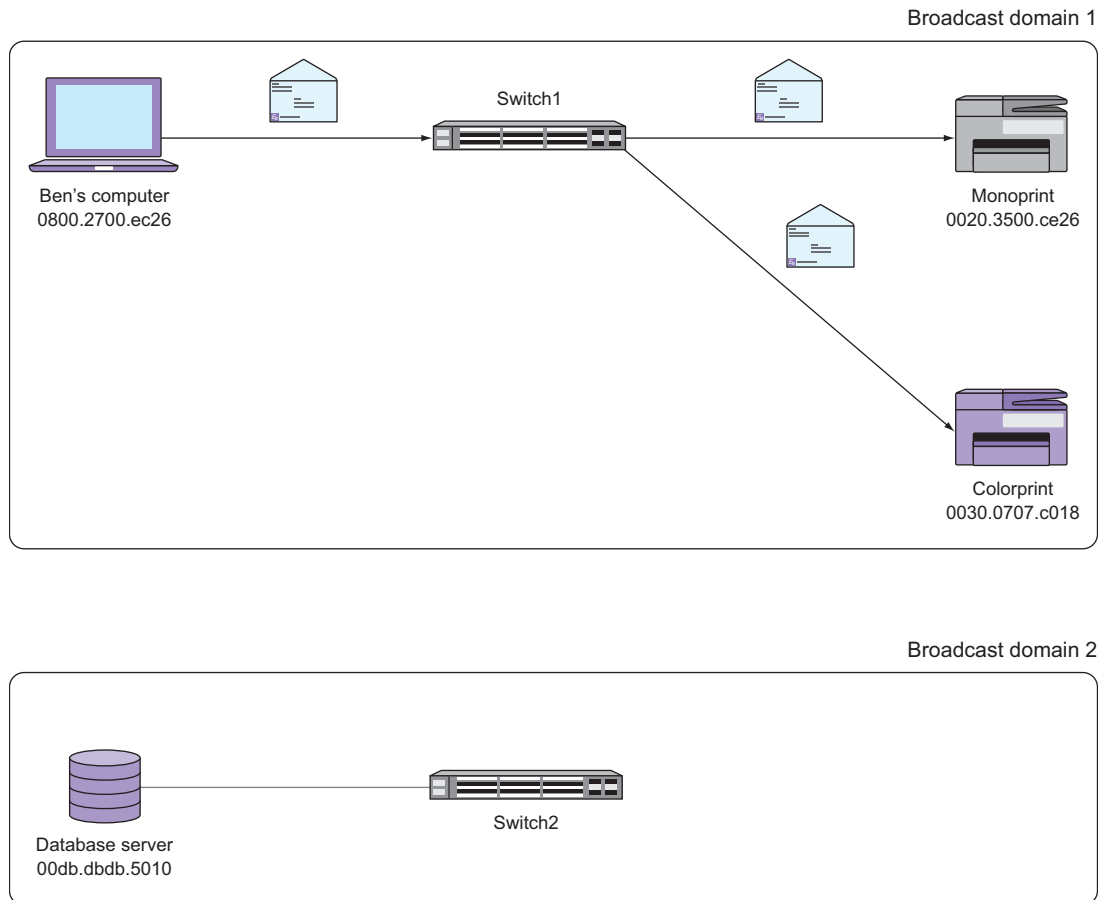 Broadcast domain 1
Switch1
Ben’s computer
0800.2700.ec26
Monoprint
0020.3500.ce26
Colorprint
0030.0707.c018
Broadcast domain 2
Switch2
Database server
00db.dbdb.5010